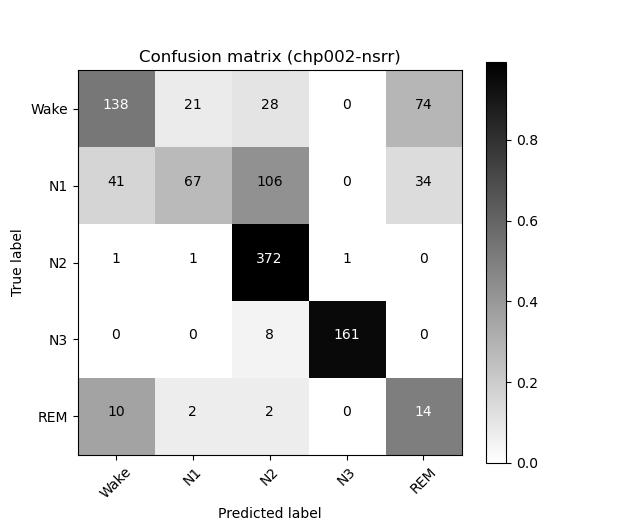 Confusion matrix (chp002-nsrr)
Wake 138 21 28 0 74
N1 41 67 106 0 34
N2 1 1 372 1 0
N3 0 0 8 161 0
REM 10 2 2 0 14
Wake N1 N2 N3 REM
True label
Predicted label
0.8
0.6
0.4
0.2
0.0